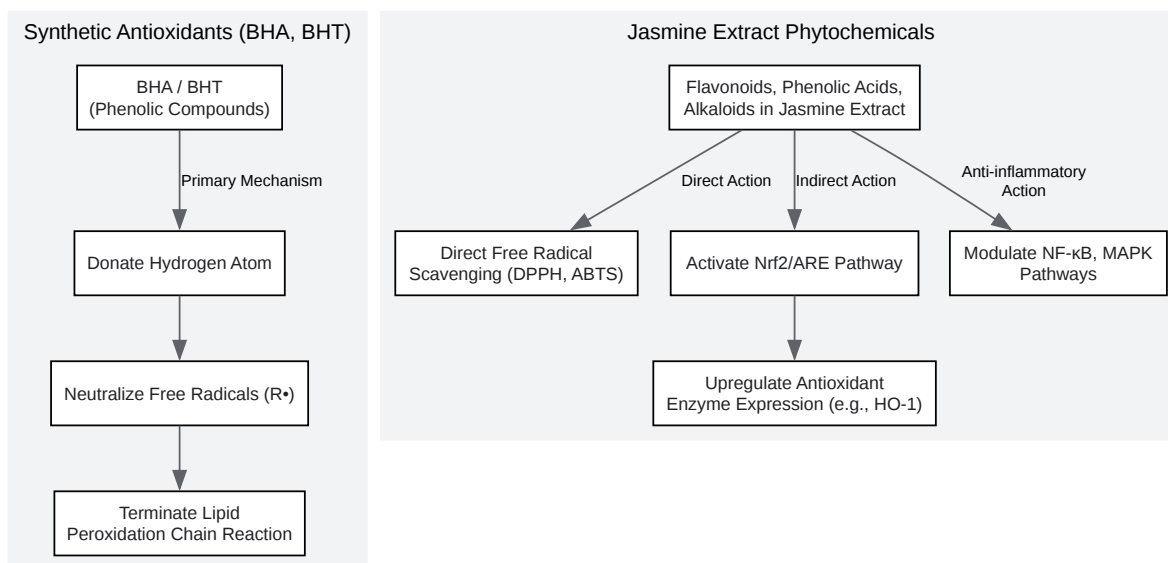 Synthetic Antioxidants (BHA, BHT)
BHA / BHT
(Phenolic Compounds)
Primary Mechanism
Donate Hydrogen Atom
Neutralize Free Radicals (R•)
Terminate Lipid
Peroxidation Chain Reaction
Jasmine Extract Phytochemicals
Flavonoids, Phenolic Acids,
Alkaloids in Jasmine Extract
Direct Action
Indirect Action
Anti-inflammatory
Action
Direct Free Radical
Scavenging (DPPH, ABTS)
Activate Nrf2/ARE Pathway
Modulate NF-κB, MAPK
Pathways
Upregulate Antioxidant
Enzyme Expression (e.g., HO-1)